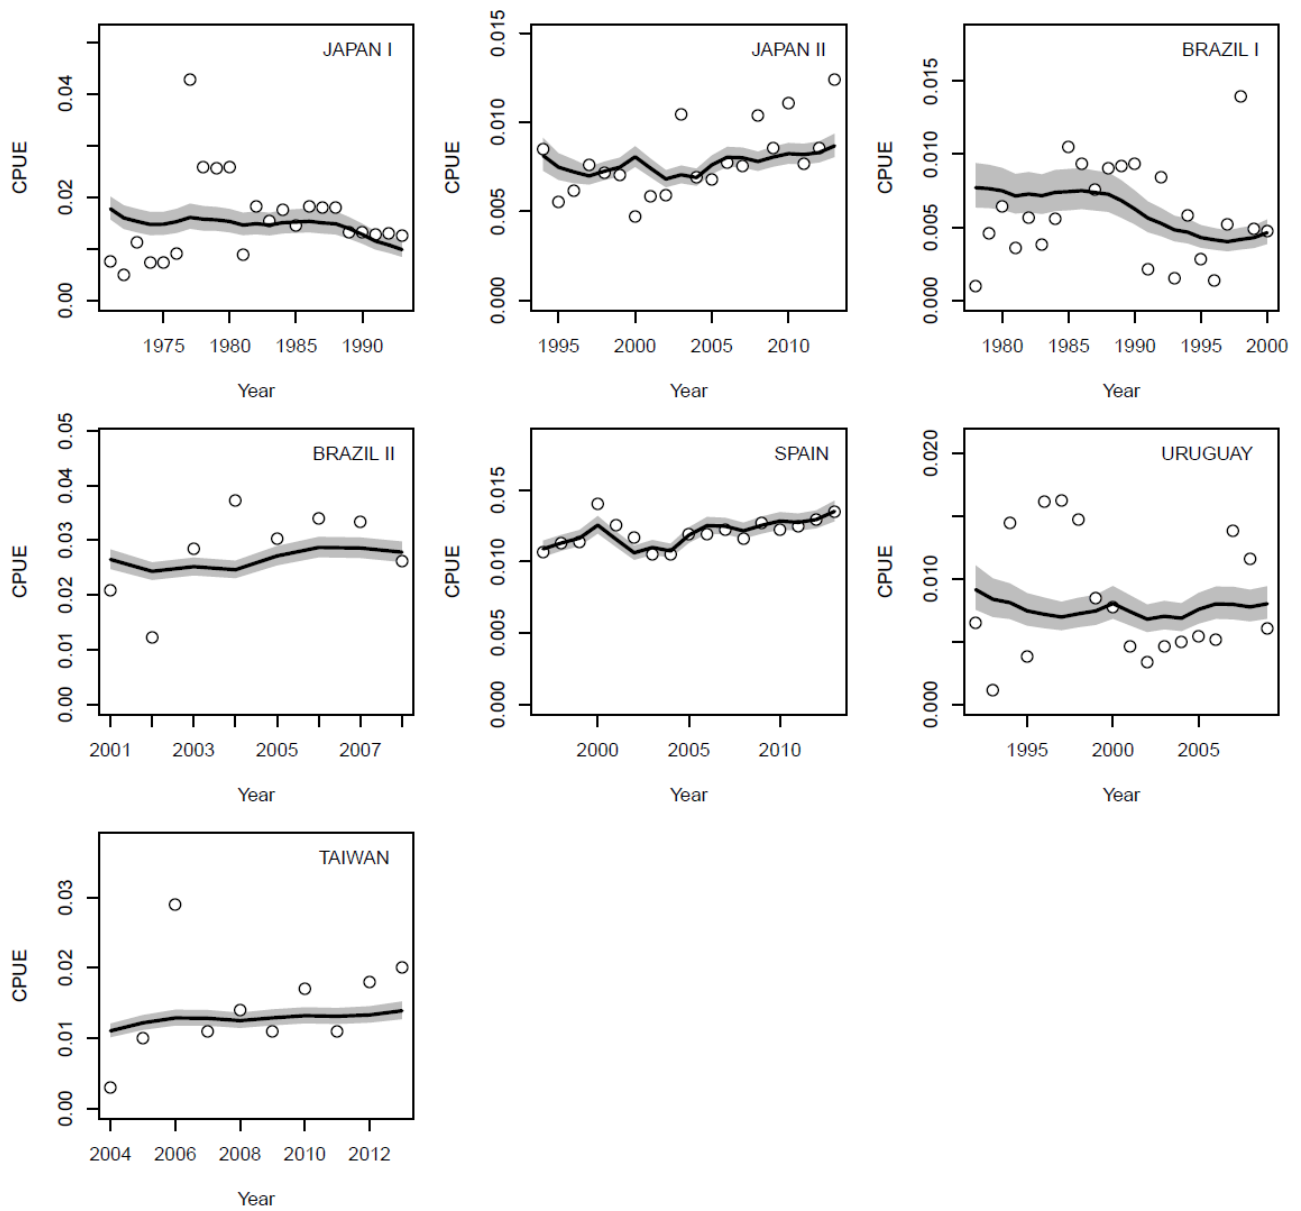 JAPAN I
CPUE
0.00 0.02 0.04
1975 1980 1985 1990
Year
JAPAN II
CPUE
0.000 0.005 0.010 0.015
1995 2000 2005 2010
Year
BRAZIL I
CPUE
0.000 0.005 0.010 0.015
1980 1985 1990 1995 2000
Year
BRAZIL II
CPUE
0.00 0.01 0.02 0.03 0.04 0.05
2001 2003 2005 2007
Year
SPAIN
CPUE
0.000 0.005 0.010 0.015
2000 2005 2010
Year
URUGUAY
CPUE
0.000 0.010 0.020
1995 2000 2005
Year
TAIWAN
CPUE
0.00 0.01 0.02 0.03
2004 2006 2008 2010 2012
Year